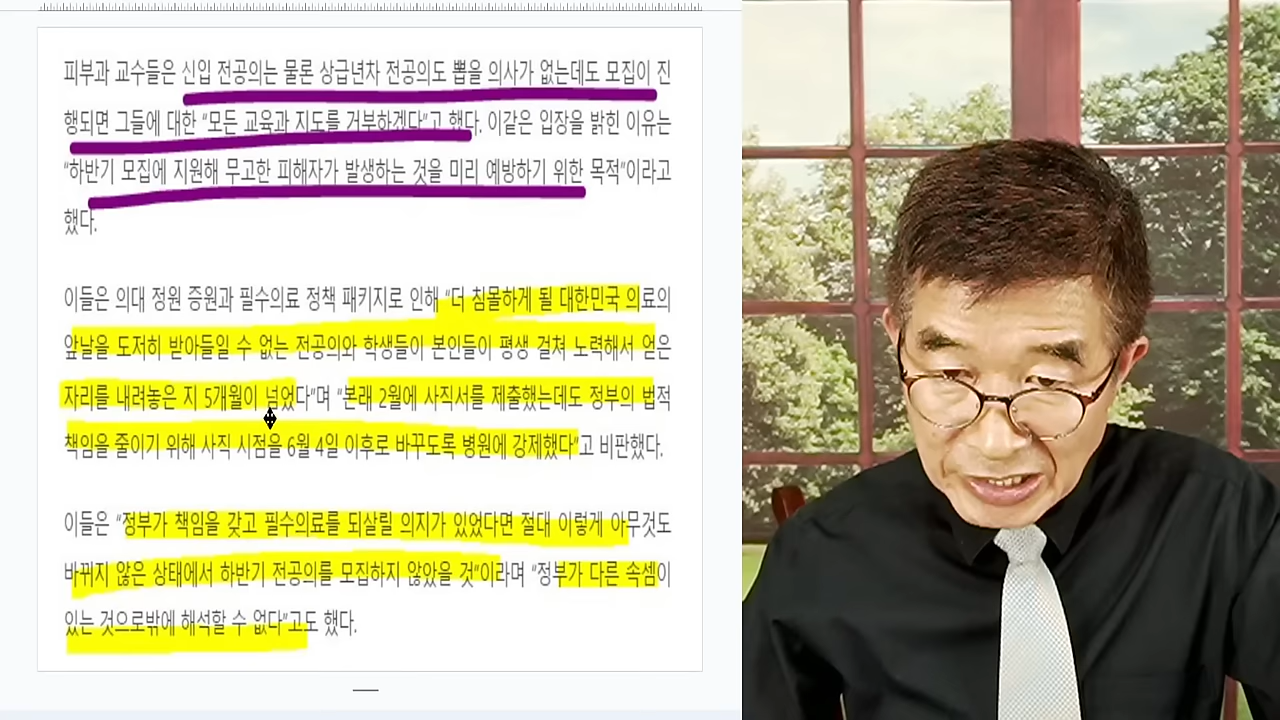 피부과 교수들은 신입 전공의는 물론 상급년차 전공의도 뽑을 의사가 없는데도 모집이 진
행되면 그들에 대한 “모든 교육과 지도를 거부하겠다”고 했다. 이같은 입장을 밝힌 이유는
“하반기 모집에 지원해 무고한 피해자가 발생하는 것을 미리 예방하기 위한 목적”이라고
했다.
이들은 의대 정원 증원과 필수의료 정책 패키지로 인해 “더 침몰하게 될 대한민국 의료의
앞날을 도저히 받아들일 수 없는 전공의와 학생들이 본인들이 평생 걸쳐 노력해서 얻은
자리를 내려놓은 지 5개월이 넘었다”며 “본래 2월에 사직서를 제출했는데도 정부의 법적
책임을 줄이기 위해 사직 시점을 6월 4일 이후로 바꾸도록 병원에 강제했다”고 비판했다.
이들은 “정부가 책임을 갖고 필수의료를 되살릴 의지가 있었다면 절대 이렇게 아무것도
바뀌지 않은 상태에서 하반기 전공의를 모집하지 않았을 것”이라며 “정부가 다른 속셈이
있는 것으로밖에 해석할 수 없다”고도 했다.